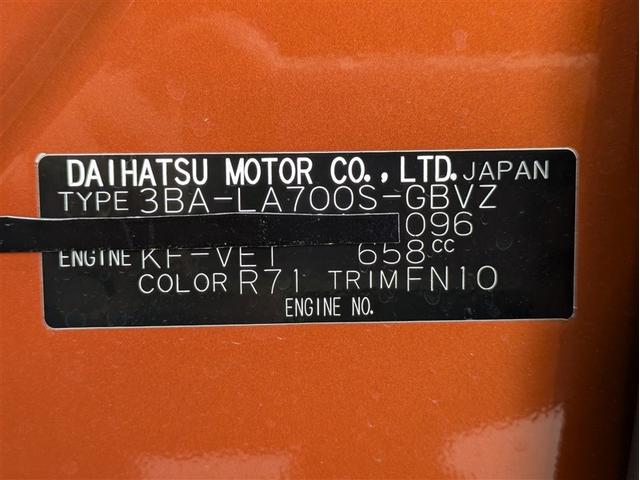 DAIHATSU MOTOR CO.,LTD. JAPAN
TYPE 3BA-LA700S-GBVZ
096
ENGINE KF-VET 658CC
COLOR R71 TRIM FN10
ENGINE NO.